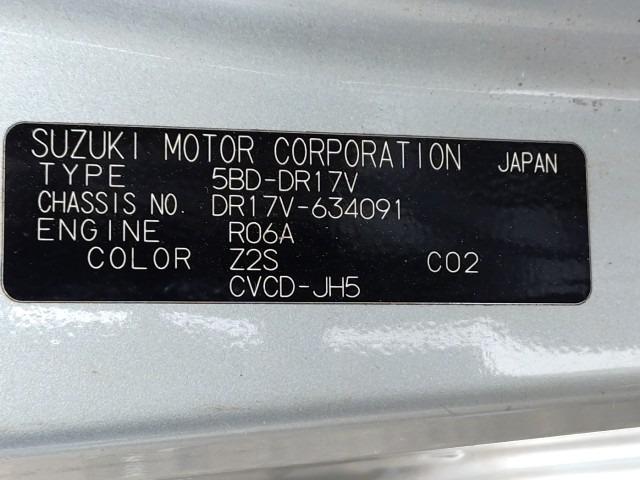 SUZUKI MOTOR CORPORATION JAPAN
TYPE 5BD-DR17V
CHASSIS NO. DR17V-634091
ENGINE R06A
COLOR Z2S C02
CVCD-JH5